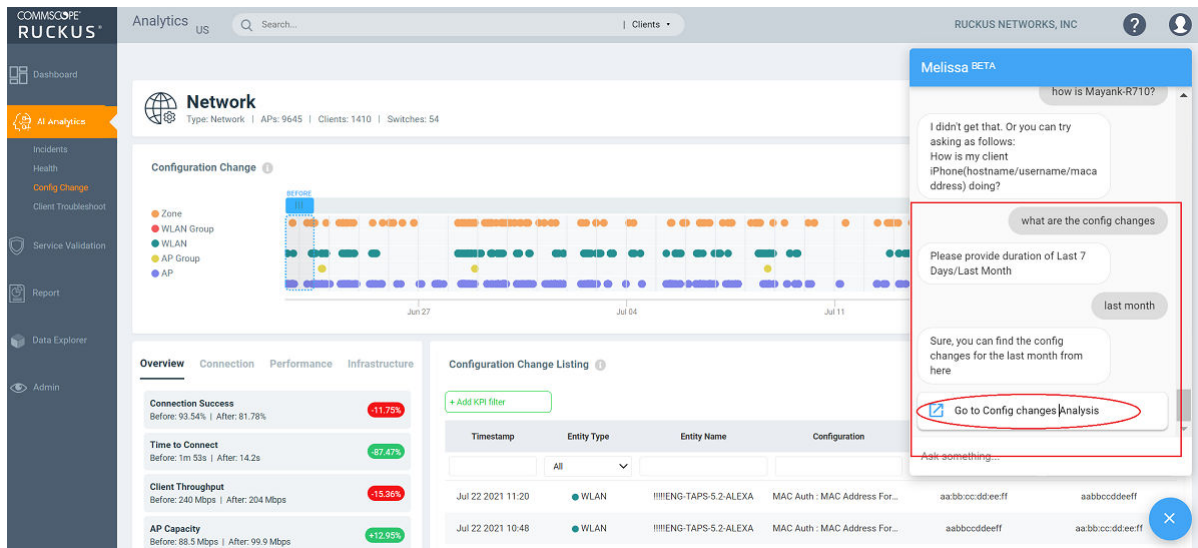 COMMSCOPE®
RUCKUS®
Analytics US
Search...
| Clients
RUCKUS NETWORKS, INC
?
Dashboard
AI Analytics
Incidents
Health
Config Change
Client Troubleshoot
Service Validation
Report
Data Explorer
Admin
Network
Type: Network | APs: 9645 | Clients: 1410 | Switches: 54
Configuration Change
BEFORE
Zone
WLAN Group
WLAN
AP Group
AP
Jun 27
Jul 04
Jul 11
Overview Connection Performance Infrastructure
Connection Success
Before: 93.54% | After: 81.78%
-11.75%
Time to Connect
Before: 1m 53s | After: 14.2s
-87.47%
Client Throughput
Before: 240 Mbps | After: 204 Mbps
-15.36%
AP Capacity
Before: 88.5 Mbps | After: 99.9 Mbps
+12.95%
Configuration Change Listing
+ Add KPI filter
Timestamp Entity Type Entity Name Configuration
All
Jul 22 2021 11:20 WLAN !!!!!ENG-TAPS-5.2-ALEXA MAC Auth : MAC Address For... aa:bb:cc:dd:ee:ff aabbccddeeff
Jul 22 2021 10:48 WLAN !!!!!ENG-TAPS-5.2-ALEXA MAC Auth : MAC Address For... aabbccddeeff aa:bb:cc:dd:ee:ff
Melissa BETA
how is Mayank-R710?
I didn't get that. Or you can try
asking as follows:
How is my client
iPhone(hostname/username/maca
ddress) doing?
what are the config changes
Please provide duration of Last 7
Days/Last Month
last month
Sure, you can find the config
changes for the last month from
here
Go to Config changes Analysis
Ask something...